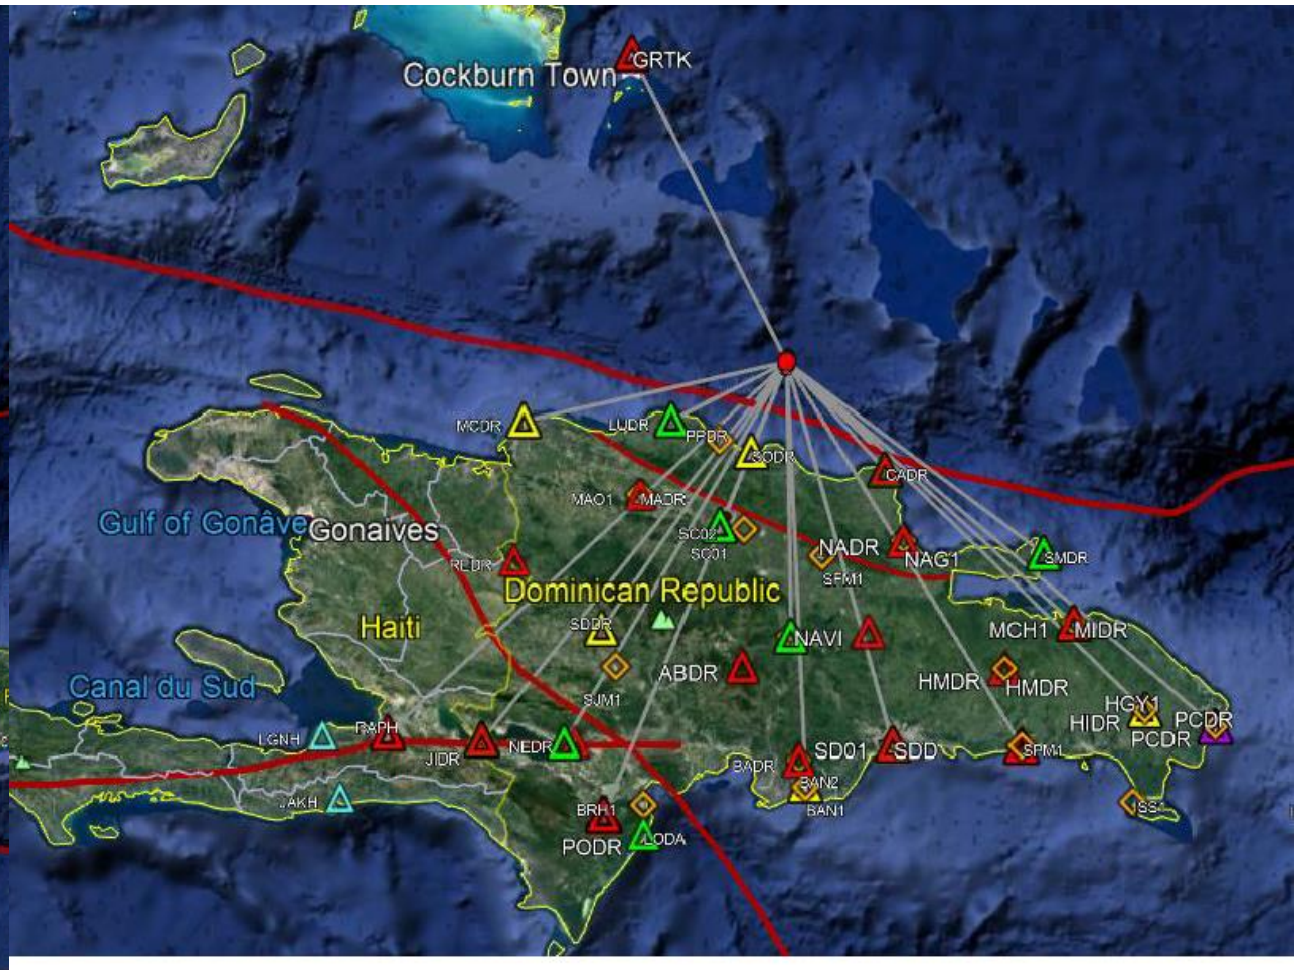 GRTK
Cockburn Town
MCDR
LUDR
PPDR
SODR
CADR
MAO1
MADR
Gulf of Gonâve
Gonaives
SC02
SC01
NADR
NAG1
SMDR
SFM1
Dominican Republic
Haiti
SDDR
NAVI
MCH1
MIDR
ABDR
HMDR
HMDR
Canal du Sud
SJM1
HGY1
HIDR
PCDR
PCDR
LGNH
PAPH
JIDR
NEDR
SD01
SDD
SPM1
BADR
BAN2
BAN1
JAKH
BRH1
PODR
LODA